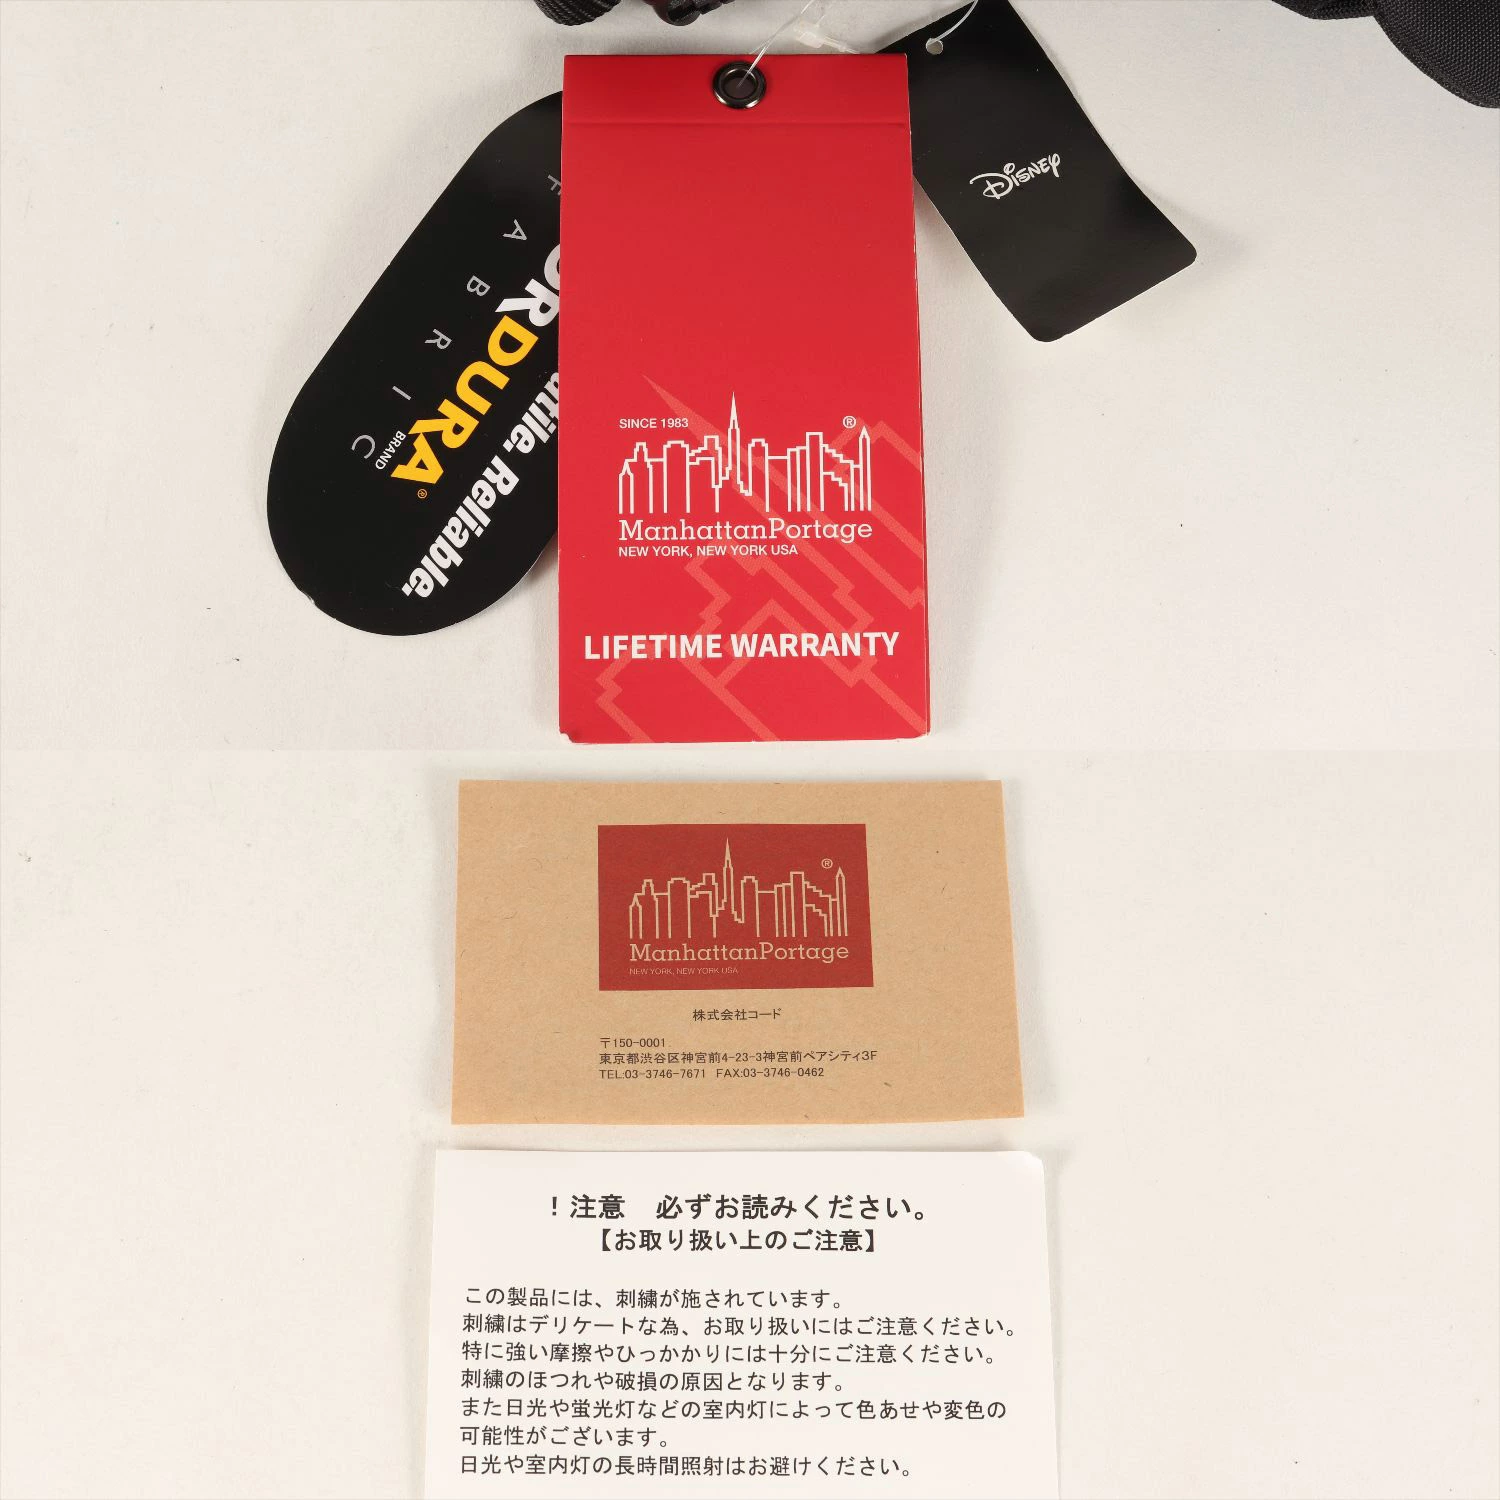 FABRIC
ORDURA®
BRAND
Reliable.
Disney
SINCE 1983
®
ManhattanPortage
NEW YORK, NEW YORK USA
LIFETIME WARRANTY
®
ManhattanPortage
NEW YORK, NEW YORK USA
株式会社コード
〒150-0001
東京都渋谷区神宮前4-23-3神宮前ペアシティ3F
TEL:03-3746-7671 FAX:03-3746-0462
！注意　必ずお読みください。
【お取り扱い上のご注意】
この製品には、刺繍が施されています。
刺繍はデリケートな為、お取り扱いにはご注意ください。
特に強い摩擦やひっかかりには十分にご注意ください。
刺繍のほつれや破損の原因となります。
また日光や蛍光灯などの室内灯によって色あせや変色の
可能性がございます。
日光や室内灯の長時間照射はお避けください。